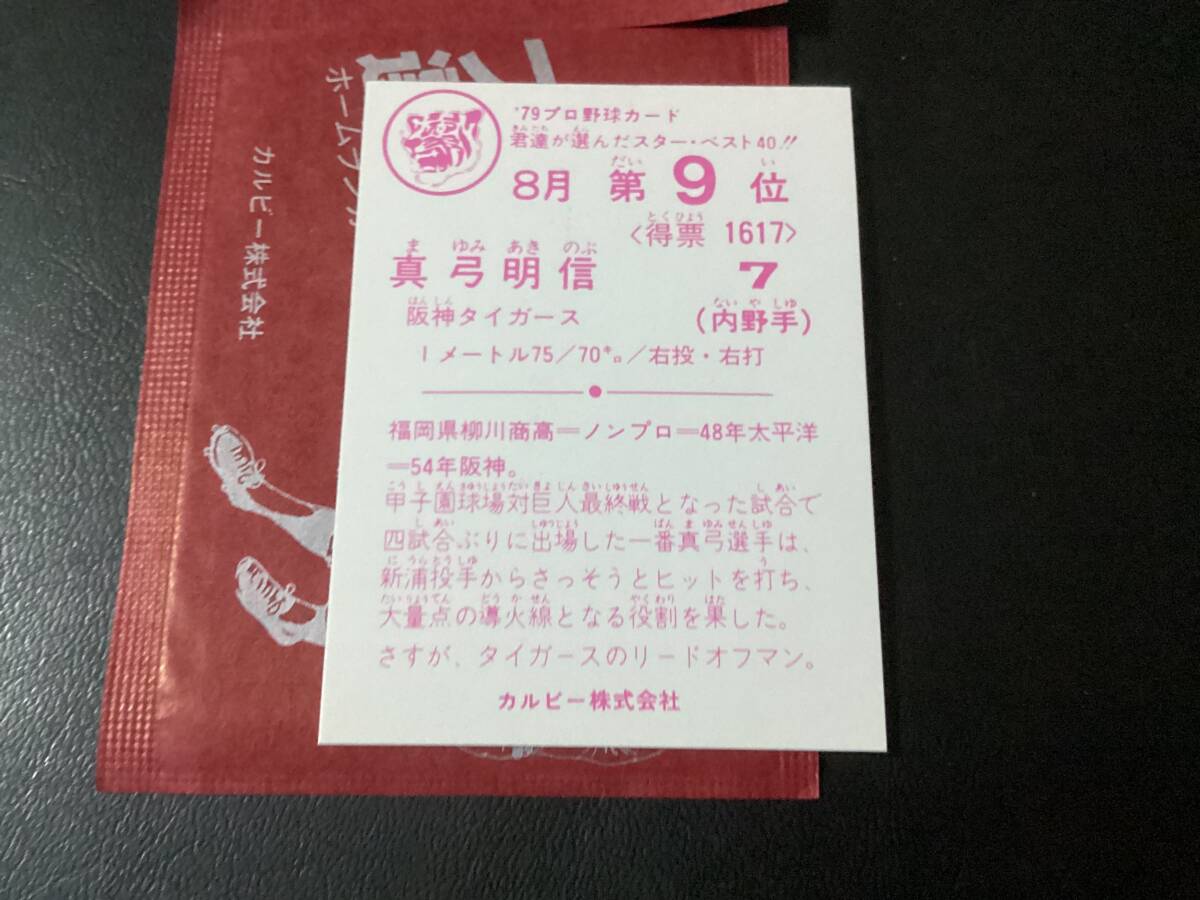 '79プロ野球カード
君達が選んだスター・ベスト40!!
8月 第 9 位
<得票 1617>
真弓明信 7
阪神タイガース (内野手)
1メートル75/70キロ/右投・右打
福岡県柳川商高=ノンプロ=48年太平洋
=54年阪神。
甲子園球場対巨人最終戦となった試合で
四試合ぶりに出場した一番真弓選手は、
新浦投手からさっそうとヒットを打ち、
大量点の導火線となる役割を果した。
さすが、タイガースのリードオフマン。
カルビー株式会社
カルビー株式会社